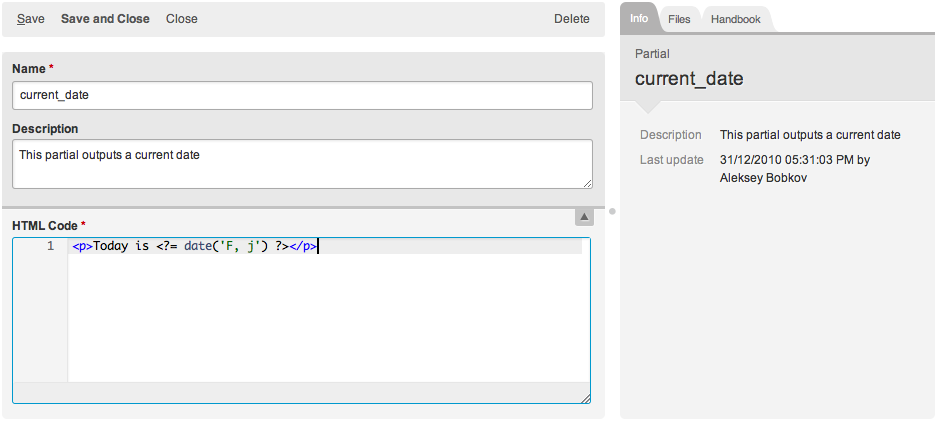 Save Save and Close Close Delete
Name *
current_date
Description
This partial outputs a current date
HTML Code *
1 <p>Today is <?= date('F, j') ?></p>
Info Files Handbook
Partial
current_date
Description This partial outputs a current date
Last update 31/12/2010 05:31:03 PM by
Aleksey Bobkov